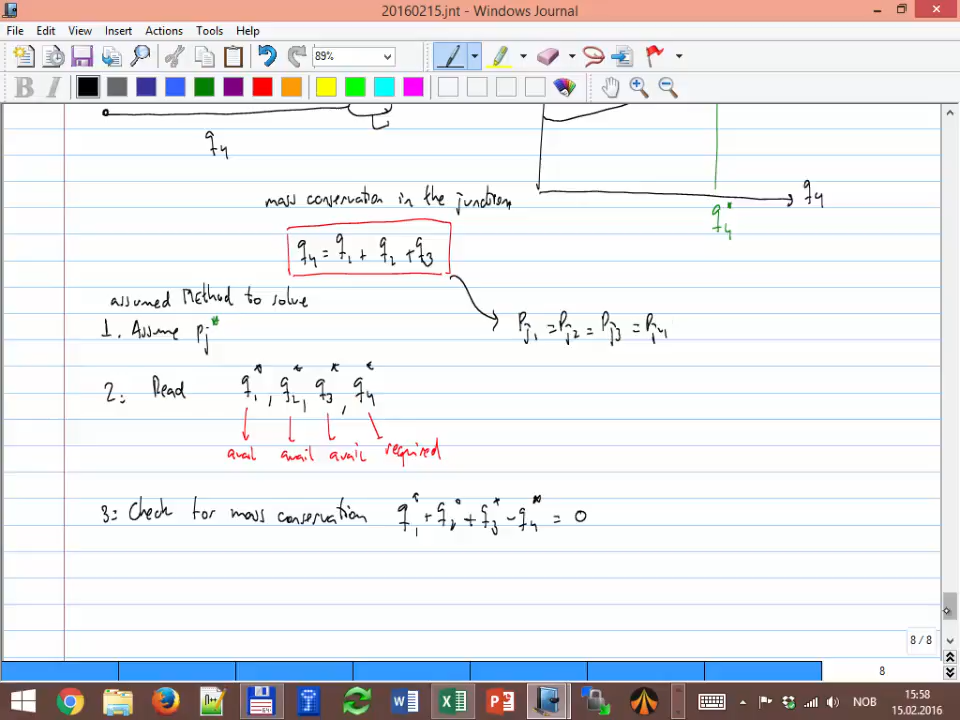 20160215.jnt - Windows Journal
File Edit View Insert Actions Tools Help
89%
q4
q4
q4*
mass conservation in the junction
q4 = q1 + q2 + q3
assumed Method to solve
1. Assume pj*
Pj1 = Pj2 = Pj3 = Pj4
2: Read q1*, q2*, q3*, q4*
avail avail avail required
3: Check for mass conservation q1* + q2* + q3* - q4* = 0
8 / 8
8
NOB
15:58
15.02.2016